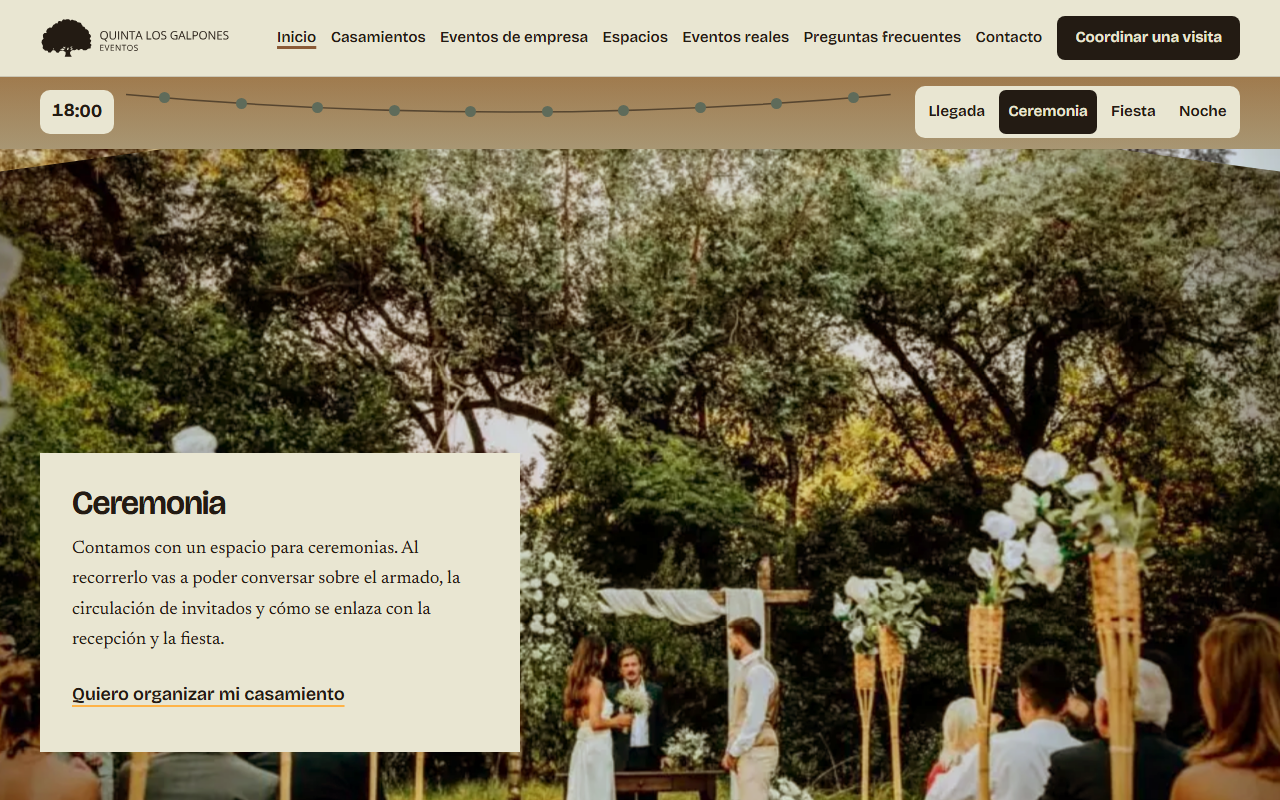 QUINTA LOS GALPONES
EVENTOS
Inicio
Casamientos
Eventos de empresa
Espacios
Eventos reales
Preguntas frecuentes
Contacto
Coordinar una visita
18:00
Llegada
Ceremonia
Fiesta
Noche
Ceremonia
Contamos con un espacio para ceremonias. Al
recorrerlo vas a poder conversar sobre el armado, la
circulación de invitados y cómo se enlaza con la
recepción y la fiesta.
Quiero organizar mi casamiento